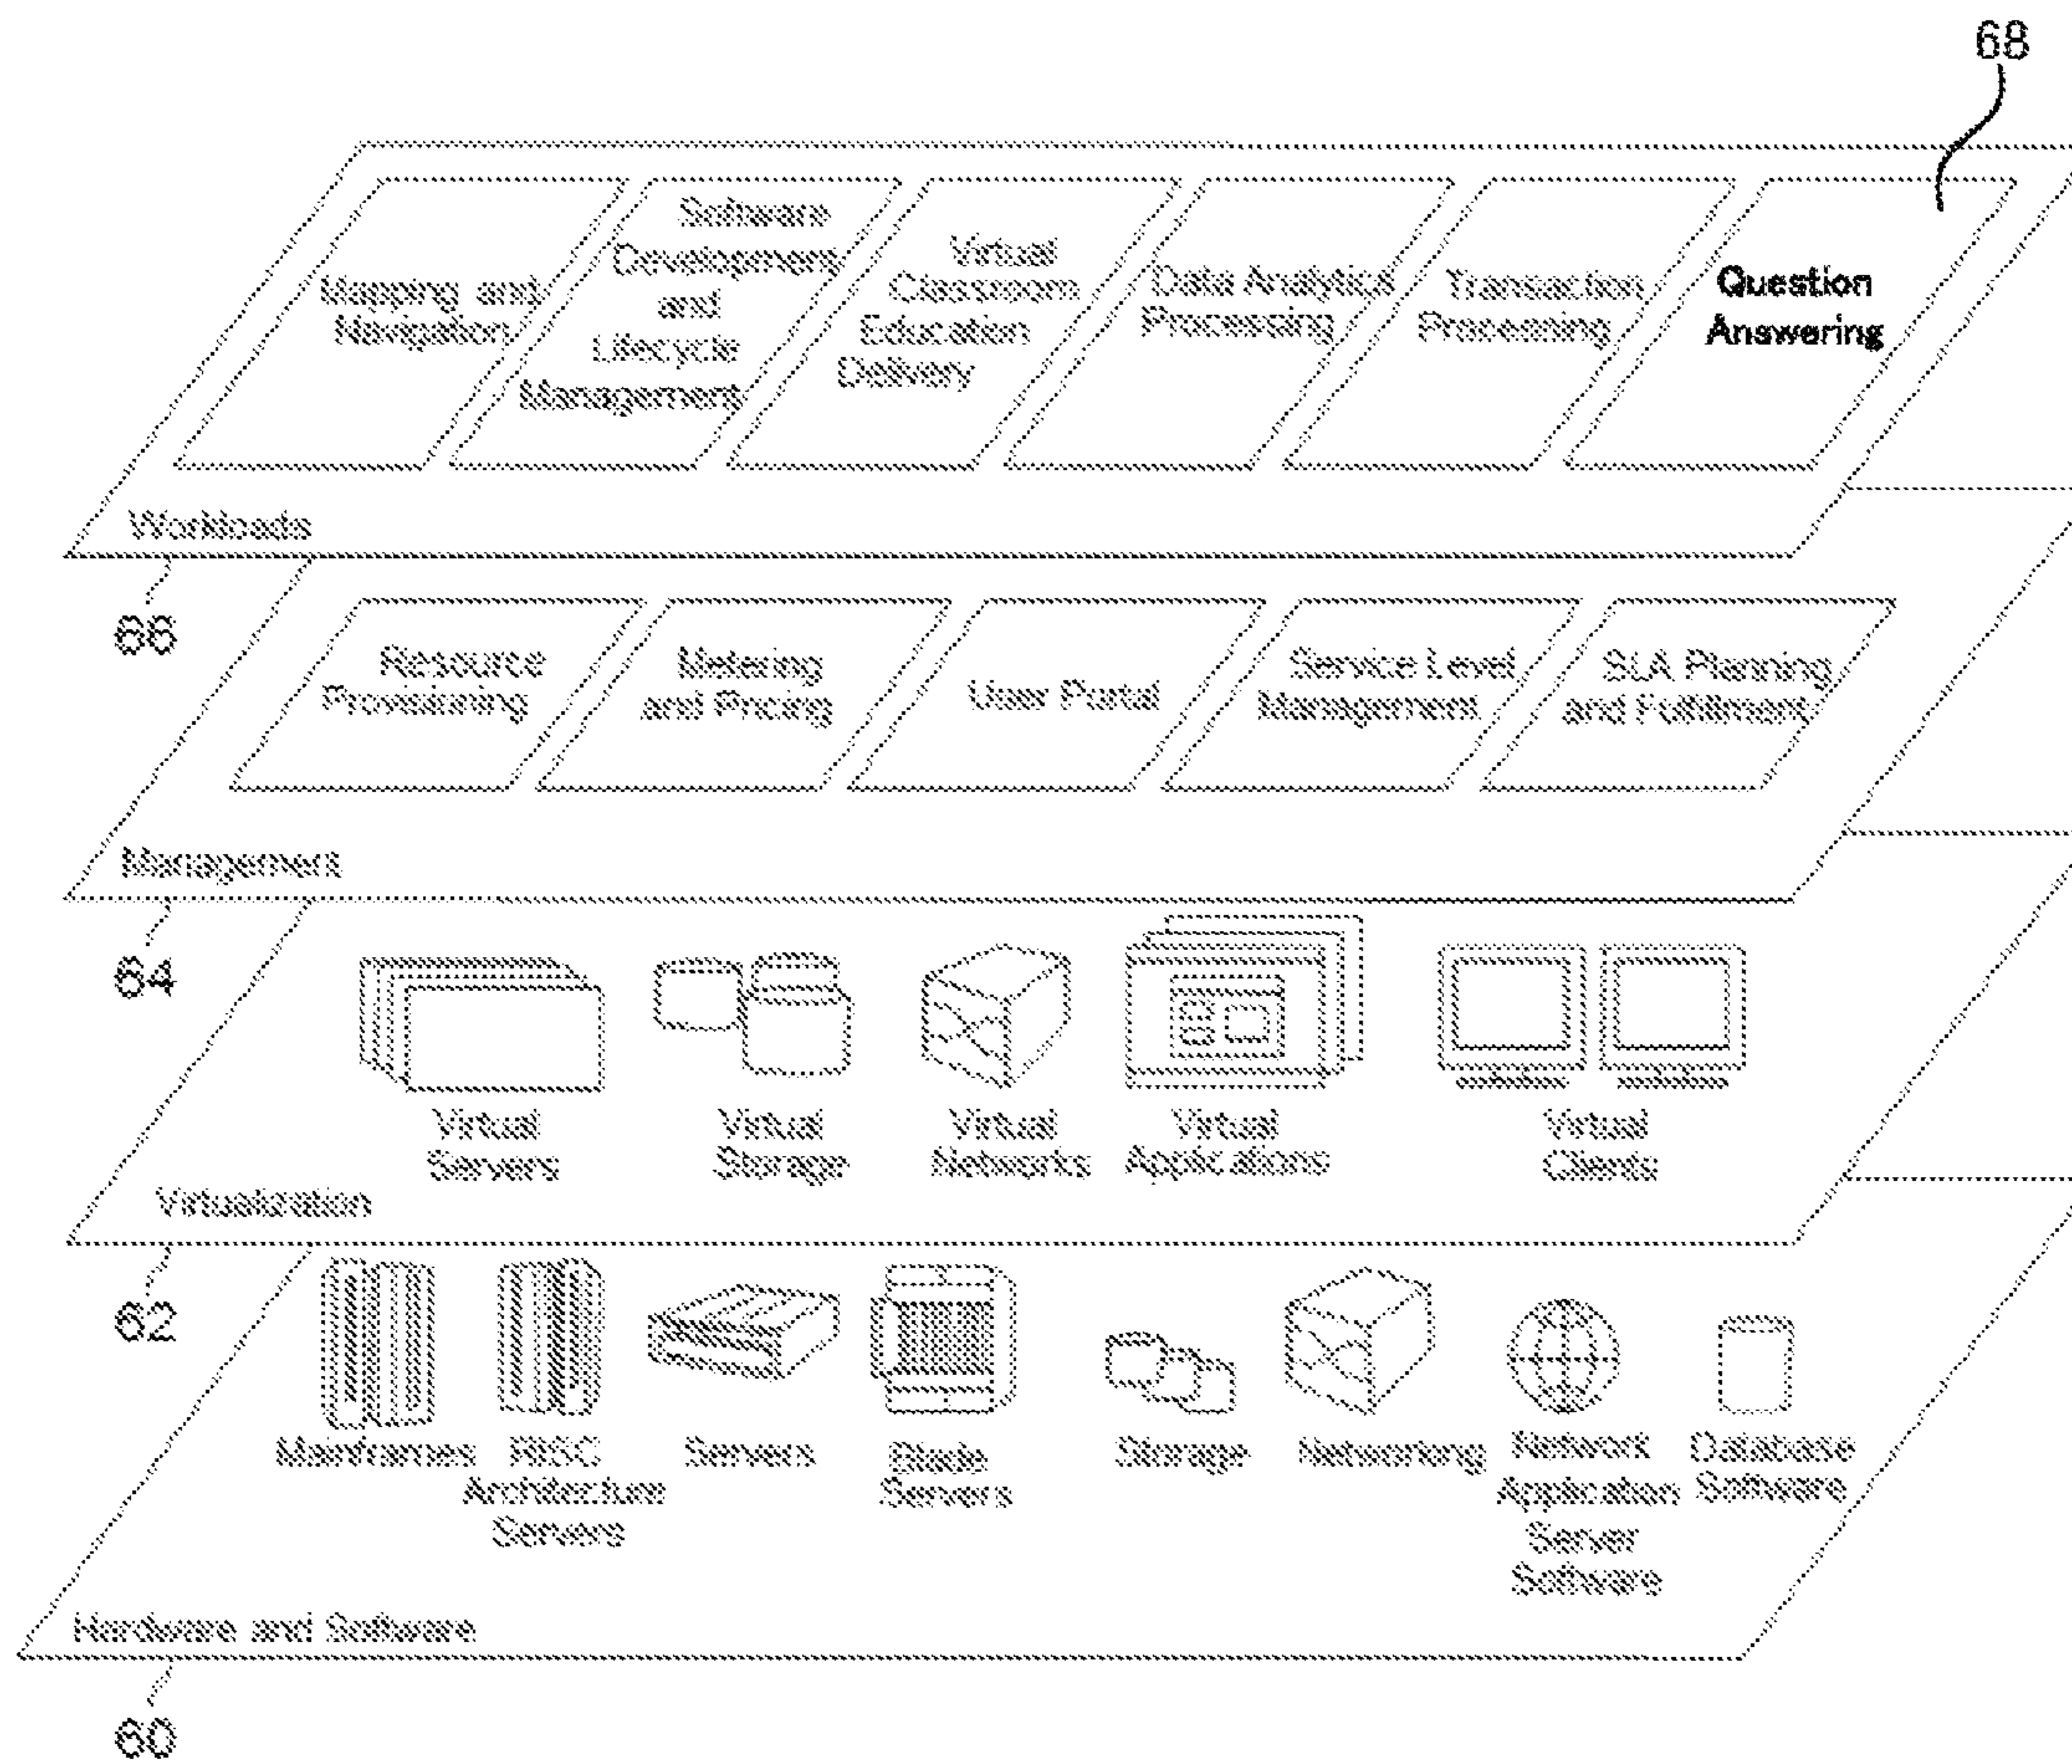 68
Mapping and
Navigation
Software
Development
and
Lifecycle
Management
Virtual
Classroom
Education
Delivery
Data Analytics
Processing
Transaction
Processing
Question
Answering
Workloads
66
Resource
Provisioning
Metering
and Pricing
User Portal
Service Level
Management
SLA Planning
and Fulfillment
Management
64
Virtual
Servers
Virtual
Storage
Virtual
Networks
Virtual
Applications
Virtual
Clients
Virtualization
62
Mainframes
RISC
Architecture
Servers
Servers
Blade
Servers
Storage
Networking
Network
Application
Server
Software
Database
Software
Hardware and Software
60